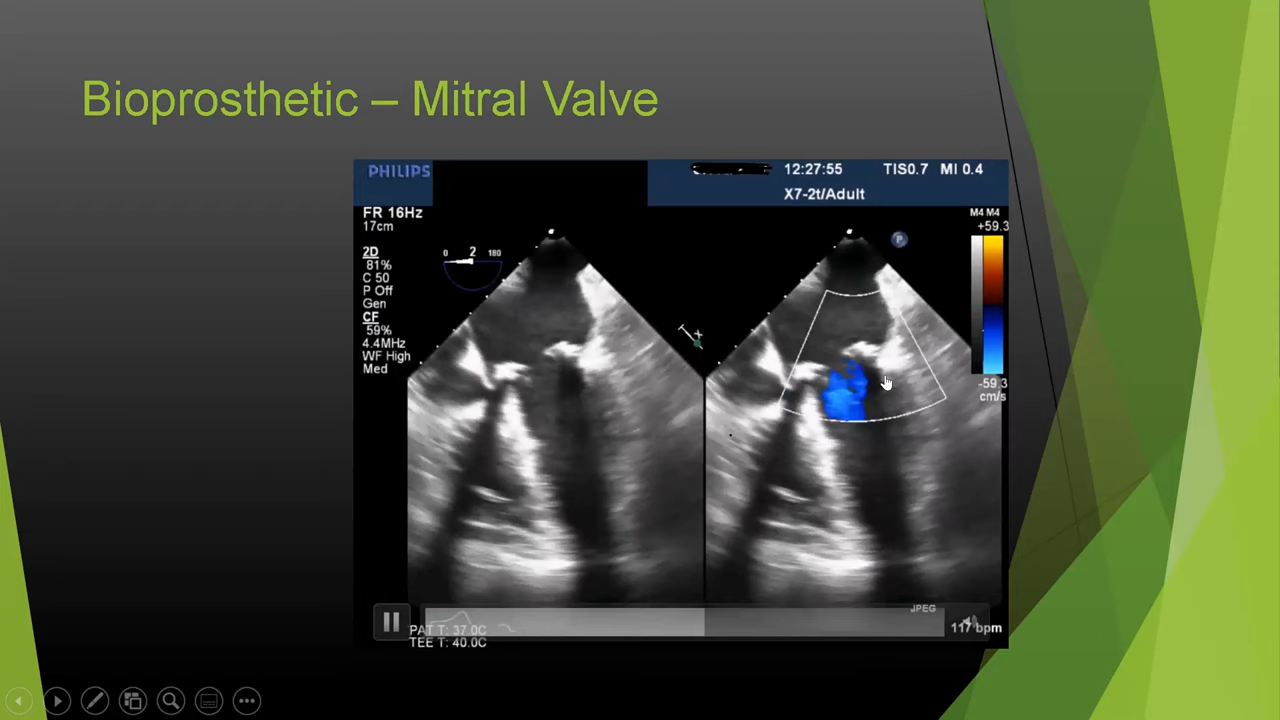 Bioprosthetic – Mitral Valve
PHILIPS
12:27:55 TIS0.7 MI 0.4
X7-2t/Adult
FR 16Hz
17cm
M4 M4
+59.3
P
0 2 180
2D
81%
C 50
P Off
Gen
CF
59%
4.4MHz
WF High
Med
x
-59.3
cm/s
JPEG
PAT T: 37.0C
TEE T: 40.0C
117 bpm